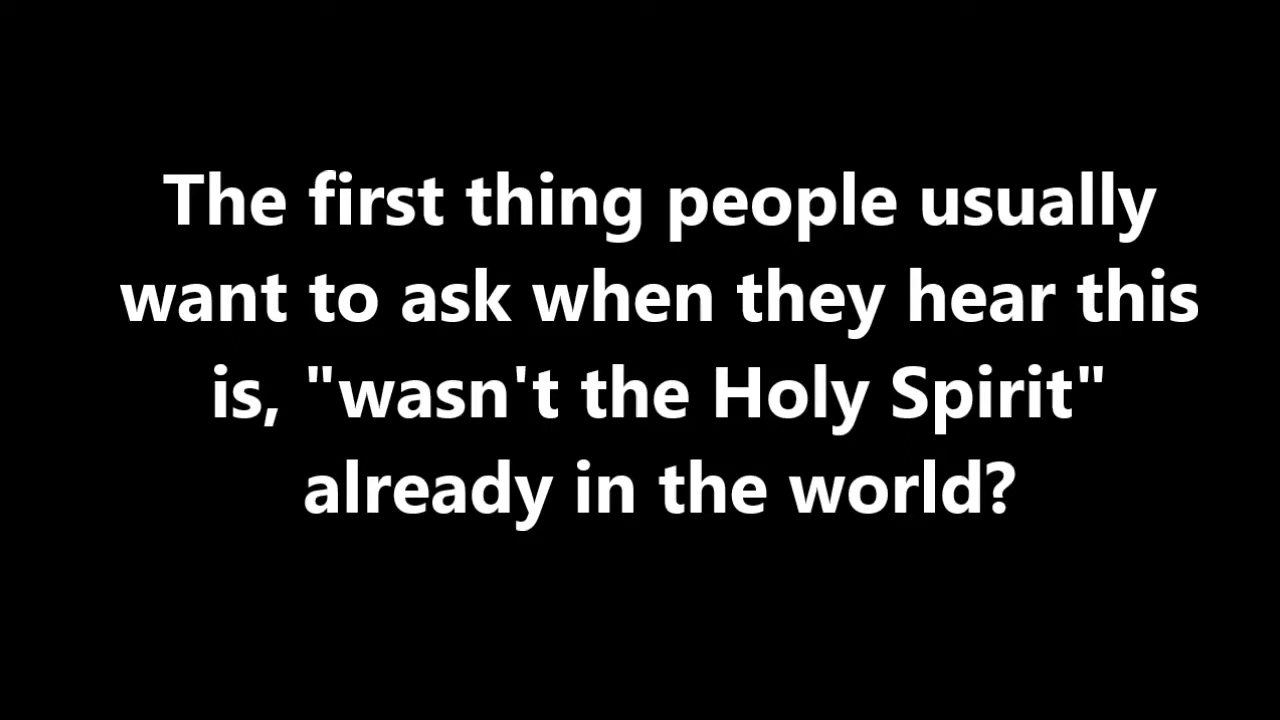 The first thing people usually
want to ask when they hear this
is, "wasn't the Holy Spirit"
already in the world?